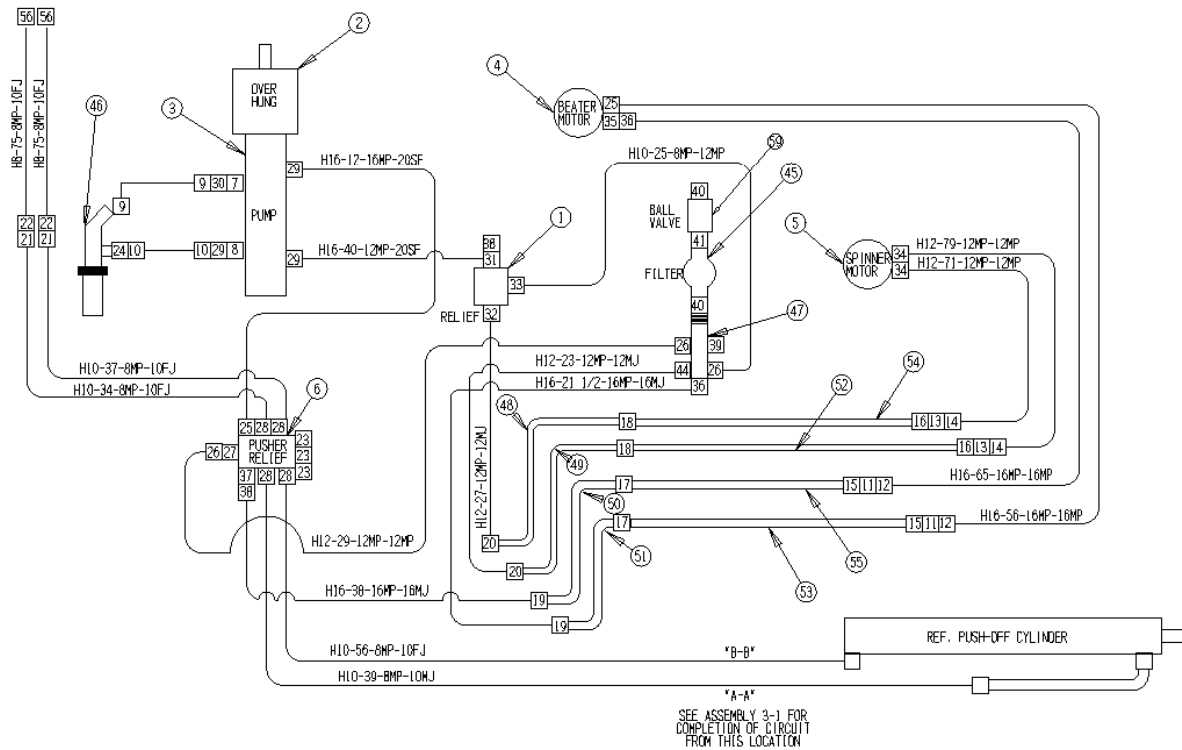 56 56
H8-75-8MP-10FJ
H8-75-8MP-10FJ
22 22
21 21
46
2
OVER
HUNG
3
9 30 7
9
24 10
10 29 8
PUMP
29
29
H16-17-16MP-20SF
H16-40-12MP-20SF
38
31
33
32
1
RELIEF
4
BEATER
MOTOR
25
35 36
H10-25-8MP-12MP
59
40
BALL
VALVE
41
45
FILTER
40
47
26 39
44 26
36
5
SPINNER
MOTOR
34
34
H12-79-12MP-12MP
H12-71-12MP-12MP
H10-37-8MP-10FJ
H10-34-8MP-10FJ
6
25 28 28
26 27
PUSHER
RELIEF
23
23
23
37 28 28
38
H12-23-12MP-12MJ
H16-21 1/2-16MP-16MJ
48
18
54
52
16 13 14
49
18
16 13 14
H12-27-12MP-12MJ
50
17
15 11 12
H16-65-16MP-16MP
55
51
17
15 11 12
H16-56-16MP-16MP
53
20
20
H12-29-12MP-12MP
H16-38-16MP-16MJ
19
19
H10-56-8MP-10FJ
"B-B"
REF. PUSH-OFF CYLINDER
H10-39-8MP-10MJ
"A-A"
SEE ASSEMBLY 3-1 FOR
COMPLETION OF CIRCUIT
FROM THIS LOCATION